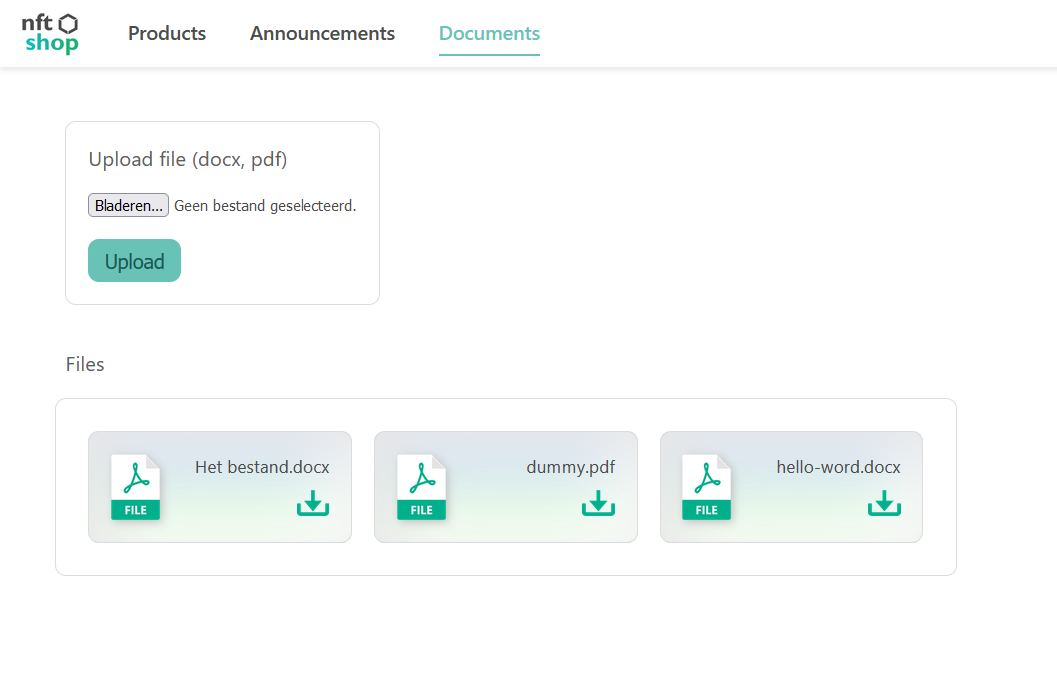 nft
shop
Products Announcements Documents
Upload file (docx, pdf)
Bladeren... Geen bestand geselecteerd.
Upload
Files
Het bestand.docx
FILE
dummy.pdf
FILE
hello-word.docx
FILE